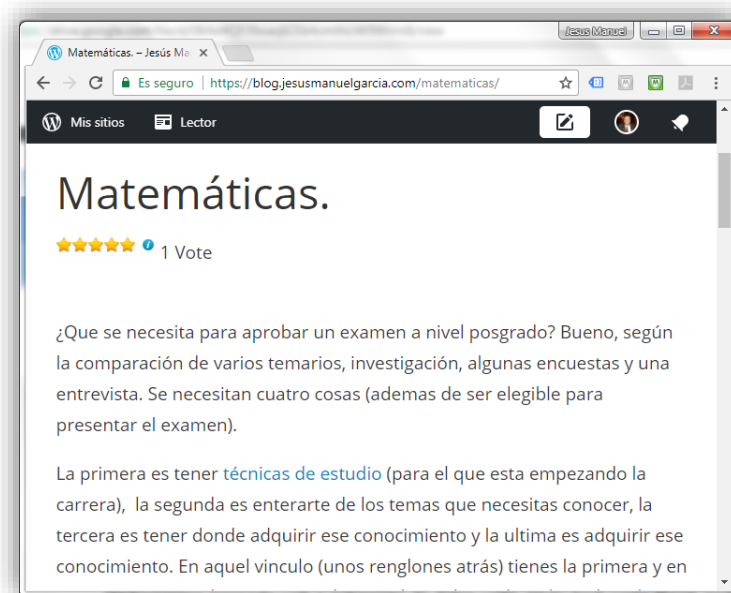 Jesus Manuel
Matemáticas. – Jesús Ma
Es seguro | https://blog.jesusmanuelgarcia.com/matematicas/
Mis sitios Lector
Matemáticas.
1 Vote
¿Que se necesita para aprobar un examen a nivel posgrado? Bueno, según
la comparación de varios temarios, investigación, algunas encuestas y una
entrevista. Se necesitan cuatro cosas (ademas de ser elegible para
presentar el examen).
La primera es tener técnicas de estudio (para el que esta empezando la
carrera), la segunda es enterarte de los temas que necesitas conocer, la
tercera es tener donde adquirir ese conocimiento y la ultima es adquirir ese
conocimiento. En aquel vinculo (unos renglones atrás) tienes la primera y en